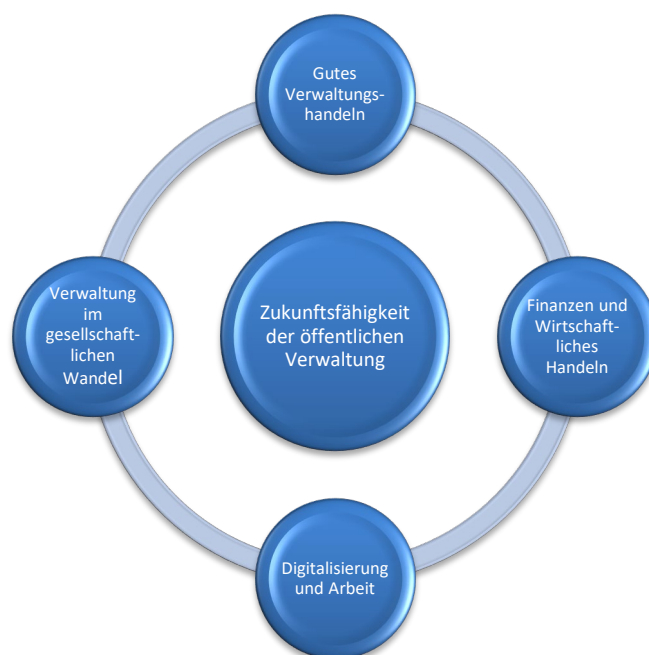 Gutes
Verwaltungs-
handeln
Verwaltung
im
gesellschaft-
lichen
Wandel
Zukunftsfähigkeit
der öffentlichen
Verwaltung
Finanzen und
Wirtschaft-
liches
Handeln
Digitalisierung
und Arbeit